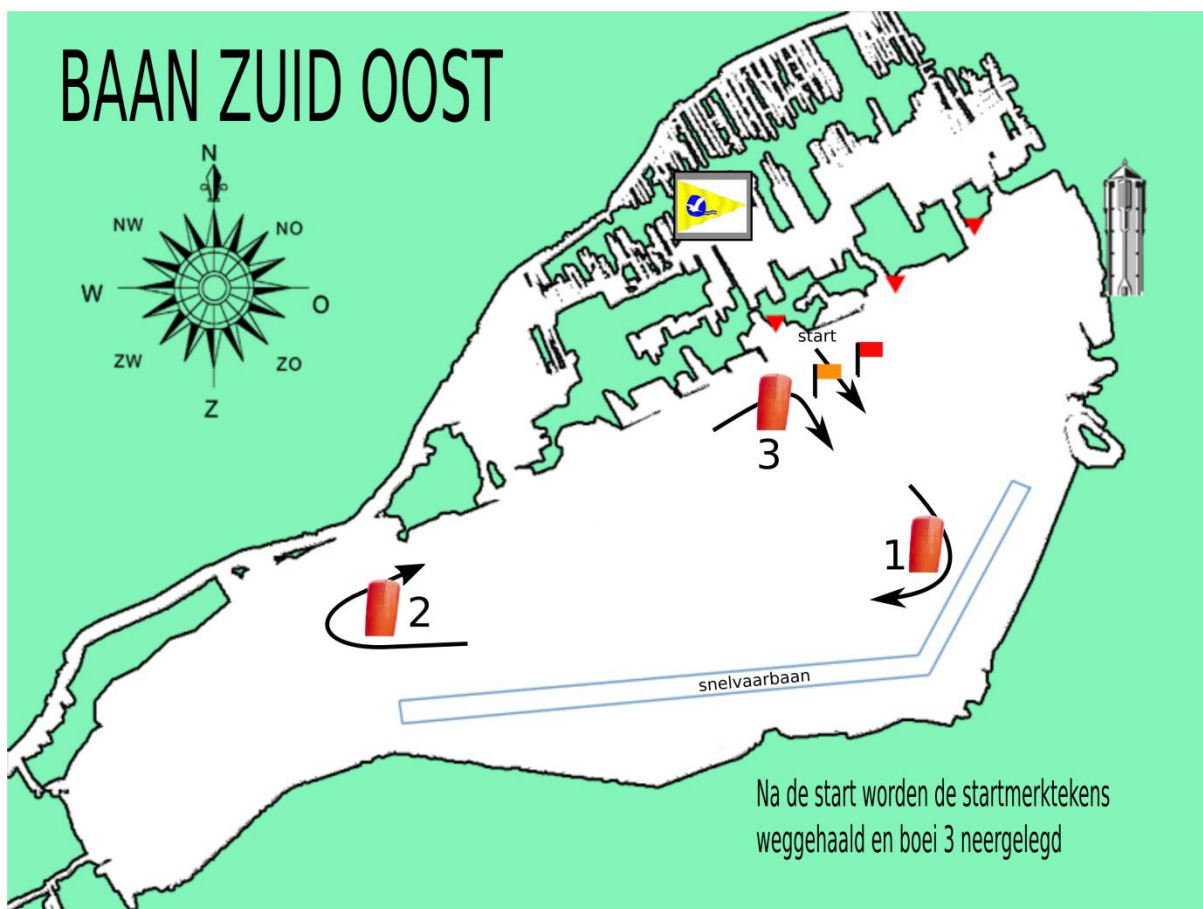 BAAN ZUID OOST
N
NW
NO
W
O
ZW
ZO
Z
start
3
1
2
snelvaarbaan
Na de start worden de startmerktekens
weggehaald en boei 3 neergelegd